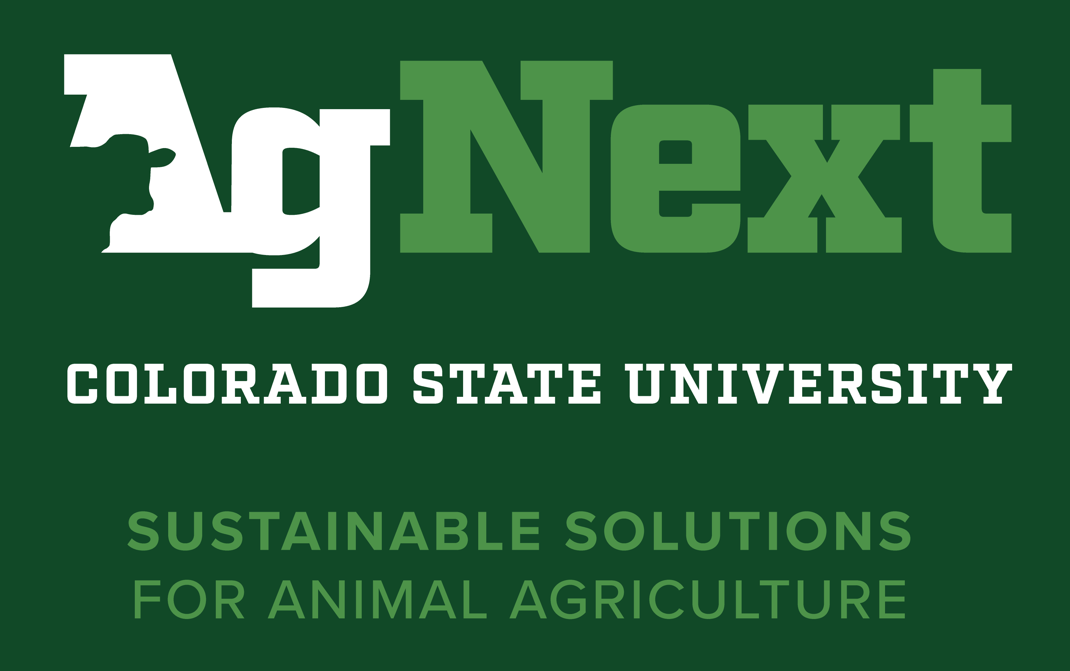 AgNext
COLORADO STATE UNIVERSITY
SUSTAINABLE SOLUTIONS
FOR ANIMAL AGRICULTURE